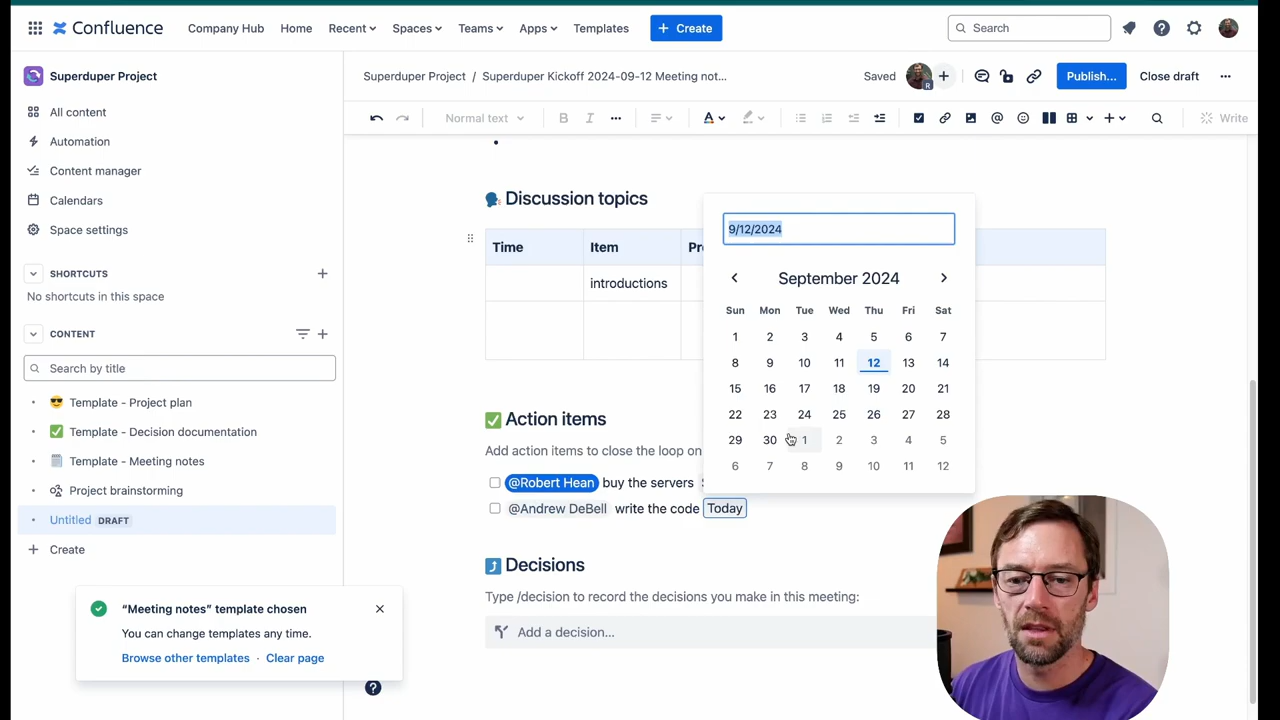 Confluence
Company Hub
Home
Recent
Spaces
Teams
Apps
Templates
Create
Search
Superduper Project
All content
Automation
Content manager
Calendars
Space settings
SHORTCUTS
No shortcuts in this space
CONTENT
Search by title
Template - Project plan
Template - Decision documentation
Template - Meeting notes
Project brainstorming
Untitled DRAFT
Create
"Meeting notes" template chosen
You can change templates any time.
Browse other templates · Clear page
Superduper Project / Superduper Kickoff 2024-09-12 Meeting not...
Saved
R
Publish...
Close draft
Normal text
B I
A
Write
Discussion topics
Time Item
introductions
9/12/2024
September 2024
Sun Mon Tue Wed Thu Fri Sat
1 2 3 4 5 6 7
8 9 10 11 12 13 14
15 16 17 18 19 20 21
22 23 24 25 26 27 28
29 30 1 2 3 4 5
6 7 8 9 10 11 12
Action items
Add action items to close the loop on
@Robert Hean buy the servers
@Andrew DeBell write the code Today
Decisions
Type /decision to record the decisions you make in this meeting:
Add a decision...